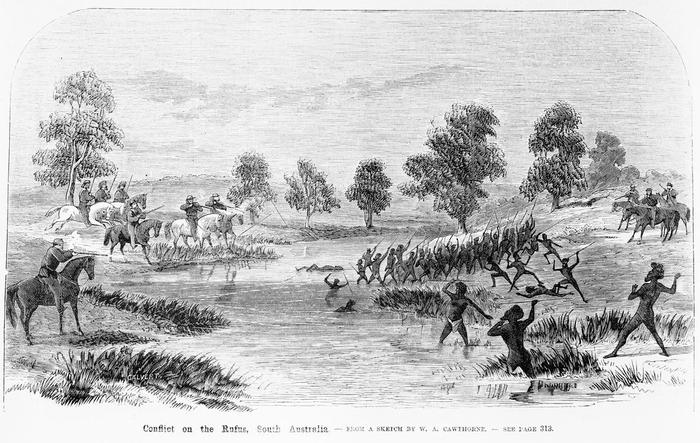 Conflict on the Rufus, South Australia — FROM A SKETCH BY W. A. CAWTHORNE. — SEE PAGE 313.